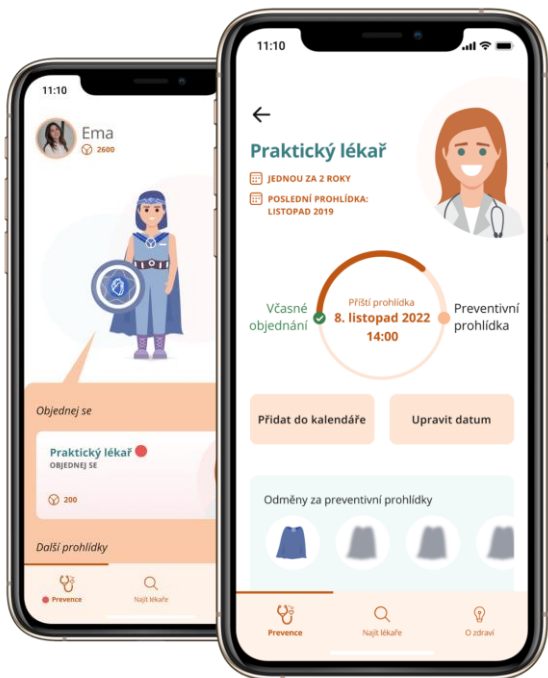 11:10
Ema
2600
Objednej se
Praktický lékař
OBJEDNEJ SE
200
Další prohlídky
Prevence
Najít lékaře
11:10
Praktický lékař
JEDNOU ZA 2 ROKY
POSLEDNÍ PROHLÍDKA:
LISTOPAD 2019
Včasné
objednání
Příští prohlídka
8. listopad 2022
14:00
Preventivní
prohlídka
Přidat do kalendáře
Upravit datum
Odměny za preventivní prohlídky
Prevence
Najít lékaře
O zdraví